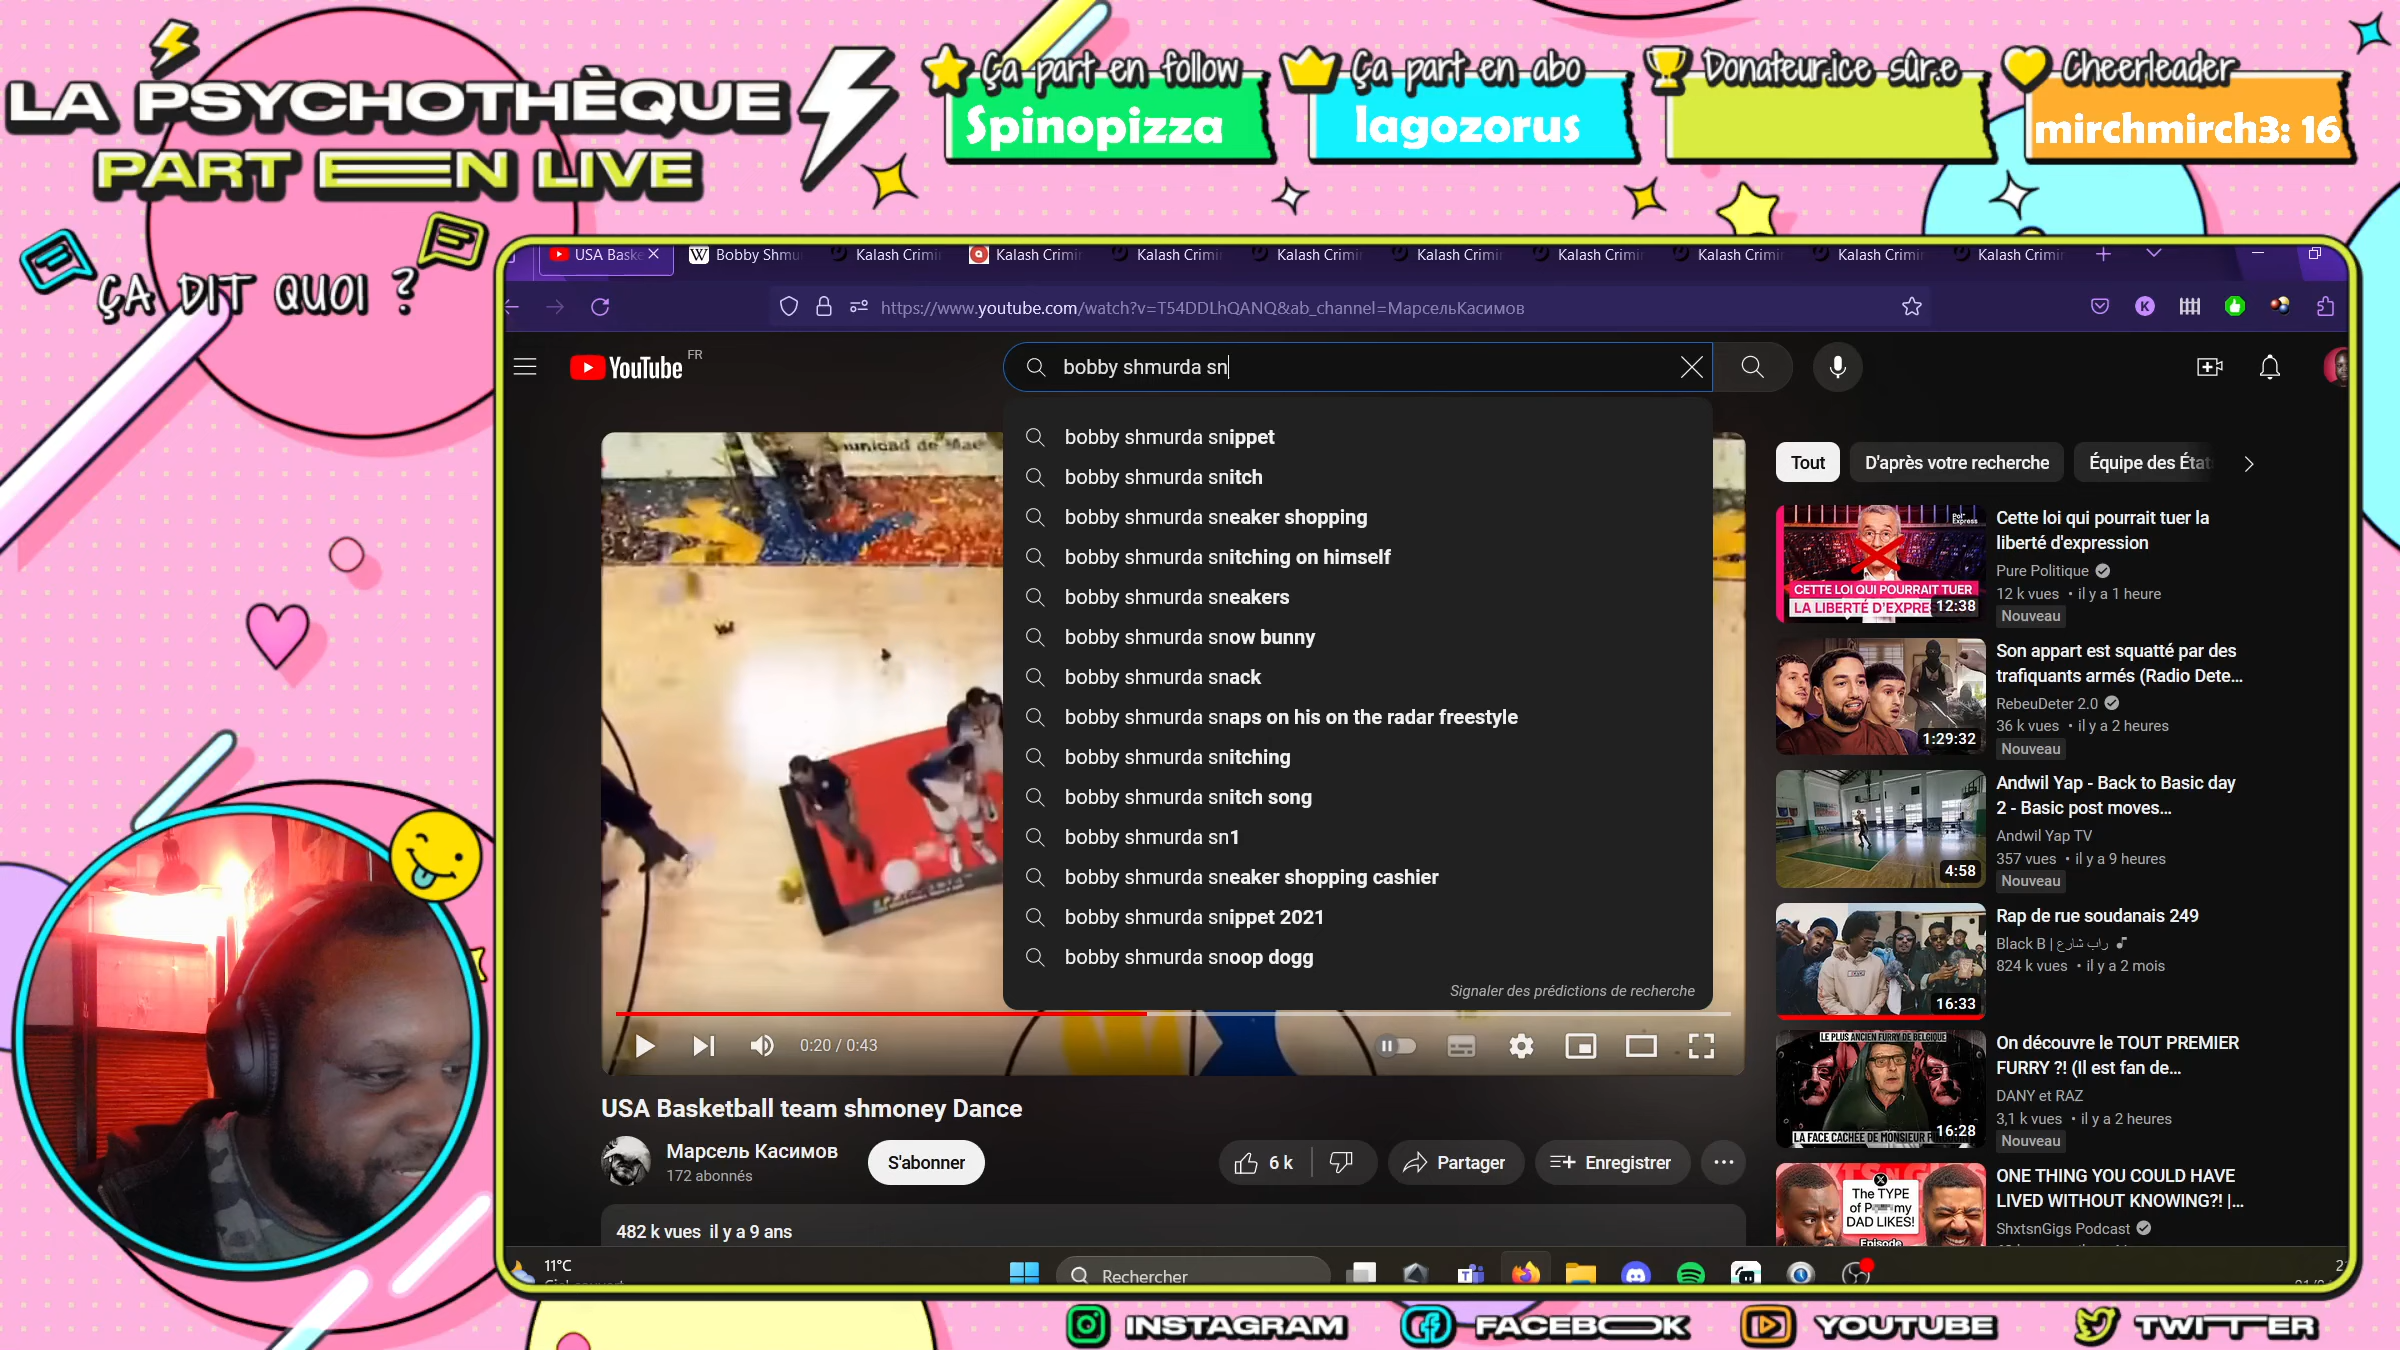 LA PSYCHOTHÈQUE
PART EN LIVE
Ça part en follow
Spinopizza
Ça part en abo
lagozorus
Donateur.ice sûr.e
Cheerleader
mirchmirch3: 16
ÇA DIT QUOI ?
USA Baske
Bobby Shmu
Kalash Crimi
Kalash Crimi
Kalash Crimi
Kalash Crimi
Kalash Crimi
Kalash Crimi
Kalash Crimi
Kalash Crimi
Kalash Crimi
https://www.youtube.com/watch?v=T54DDLhQANQ&ab_channel=МарсельКасимов
YouTube FR
bobby shmurda sn
bobby shmurda snippet
bobby shmurda snitch
bobby shmurda sneaker shopping
bobby shmurda snitching on himself
bobby shmurda sneakers
bobby shmurda snow bunny
bobby shmurda snack
bobby shmurda snaps on his on the radar freestyle
bobby shmurda snitching
bobby shmurda snitch song
bobby shmurda sn1
bobby shmurda sneaker shopping cashier
bobby shmurda snippet 2021
bobby shmurda snoop dogg
Signaler des prédictions de recherche
0:20 / 0:43
USA Basketball team shmoney Dance
Марсель Касимов
172 abonnés
S'abonner
6 k
Partager
Enregistrer
482 k vues il y a 9 ans
Tout
D'après votre recherche
Équipe des État
CETTE LOI QUI POURRAIT TUER
LA LIBERTÉ D'EXPRE
12:38
Cette loi qui pourrait tuer la
liberté d'expression
Pure Politique
12 k vues • il y a 1 heure
Nouveau
1:29:32
Son appart est squatté par des
trafiquants armés (Radio Dete...
RebeuDeter 2.0
36 k vues • il y a 2 heures
Nouveau
4:58
Andwil Yap - Back to Basic day
2 - Basic post moves...
Andwil Yap TV
357 vues • il y a 9 heures
Nouveau
16:33
Rap de rue soudanais 249
Black B | راب شارع
824 k vues • il y a 2 mois
LE PLUS ANCIEN FURRY DE BELGIQUE
LA FACE CACHÉE DE MONSIEUR
16:28
On découvre le TOUT PREMIER
FURRY ?! (Il est fan de...
DANY et RAZ
3,1 k vues • il y a 2 heures
Nouveau
The TYPE
of P my
DAD LIKES!
Episode
ONE THING YOU COULD HAVE
LIVED WITHOUT KNOWING?! |...
ShxtsnGigs Podcast
11°C
Rechercher
INSTAGRAM
FACEBOOK
YOUTUBE
TWITTER